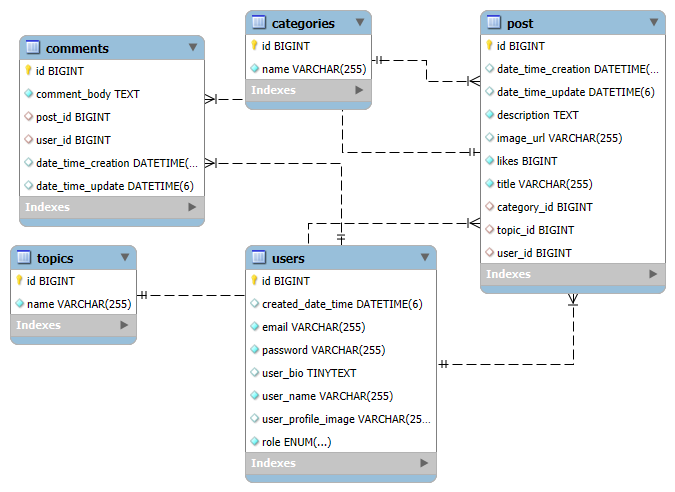 comments
id BIGINT
comment_body TEXT
post_id BIGINT
user_id BIGINT
date_time_creation DATETIME(...
date_time_update DATETIME(6)
Indexes
categories
id BIGINT
name VARCHAR(255)
Indexes
post
id BIGINT
date_time_creation DATETIME(...
date_time_update DATETIME(6)
description TEXT
image_url VARCHAR(255)
likes BIGINT
title VARCHAR(255)
category_id BIGINT
topic_id BIGINT
user_id BIGINT
Indexes
topics
id BIGINT
name VARCHAR(255)
Indexes
users
id BIGINT
created_date_time DATETIME(6)
email VARCHAR(255)
password VARCHAR(255)
user_bio TINYTEXT
user_name VARCHAR(255)
user_profile_image VARCHAR(25...
role ENUM(...)
Indexes